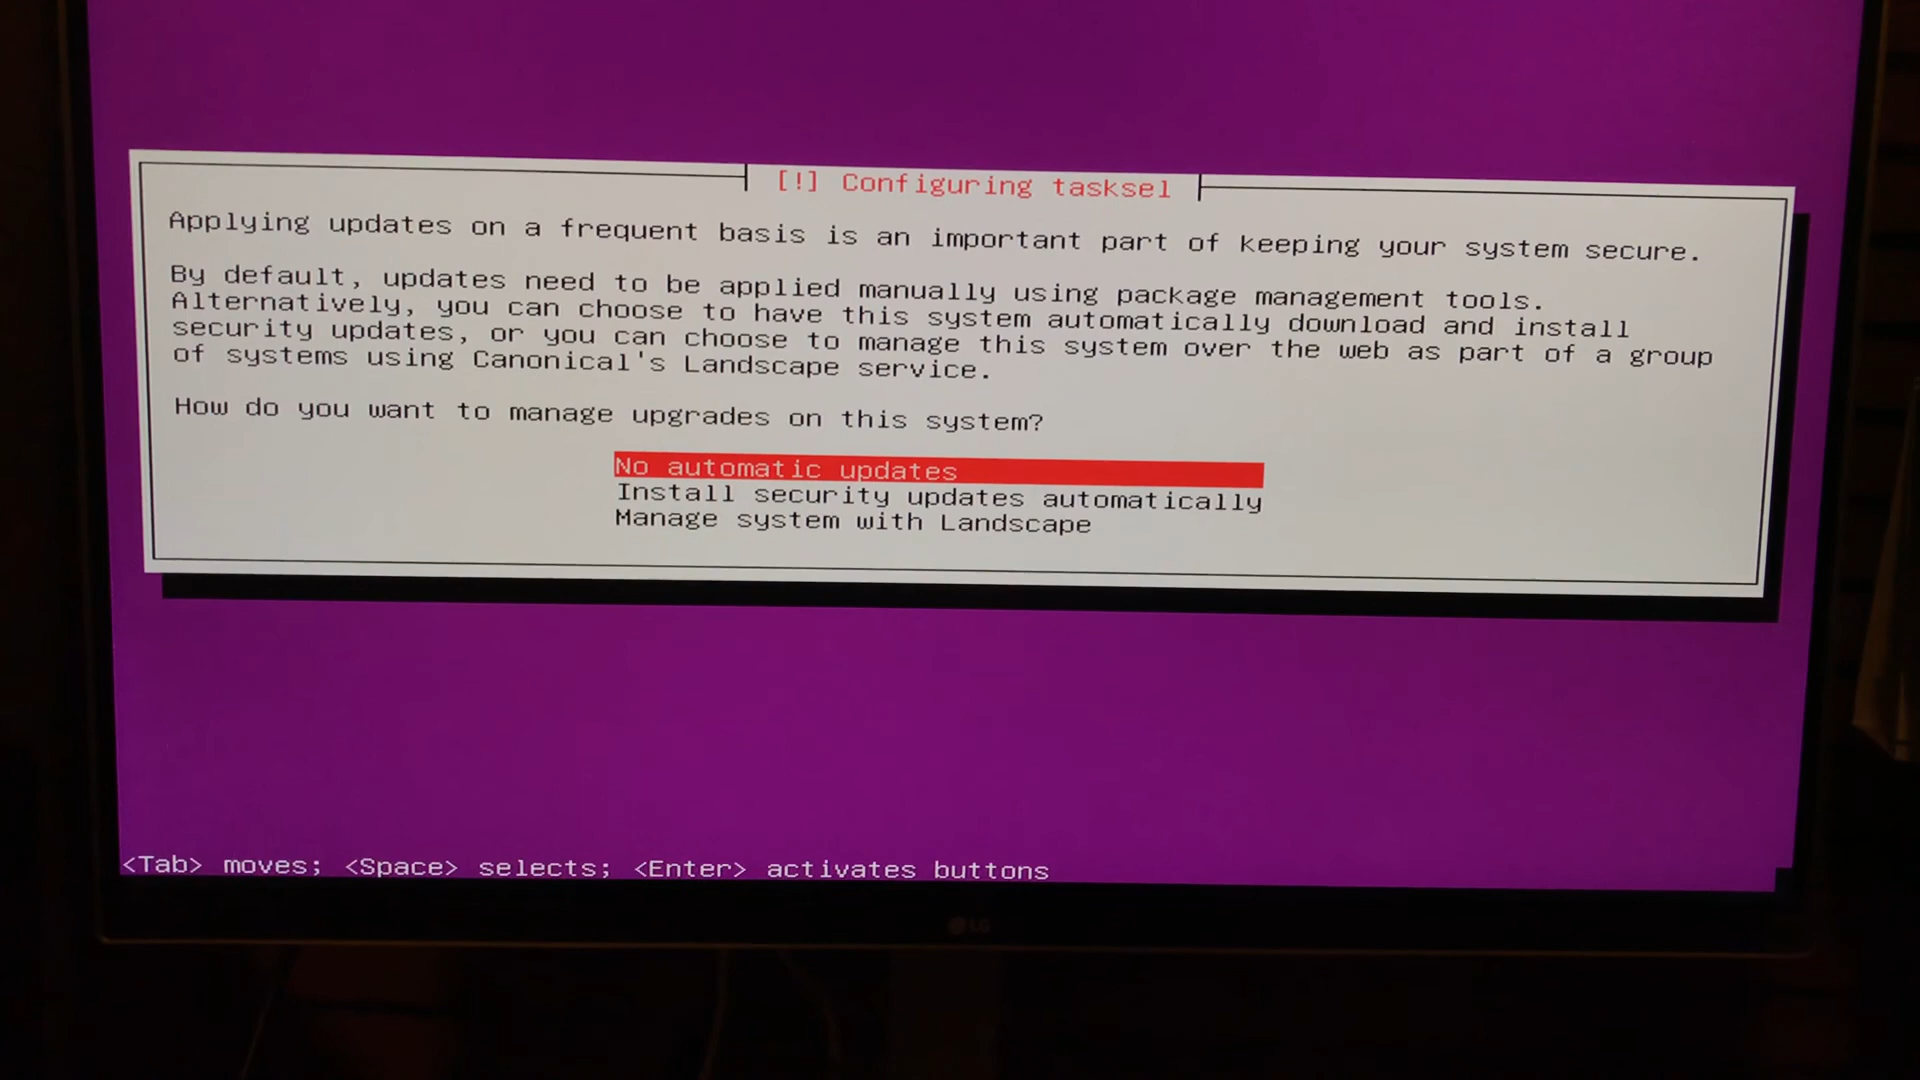 [!] Configuring tasksel
Applying updates on a frequent basis is an important part of keeping your system secure.
By default, updates need to be applied manually using package management tools.
Alternatively, you can choose to have this system automatically download and install
security updates, or you can choose to manage this system over the web as part of a group
of systems using Canonical's Landscape service.
How do you want to manage upgrades on this system?
No automatic updates
Install security updates automatically
Manage system with Landscape
<Tab> moves; <Space> selects; <Enter> activates buttons
LG